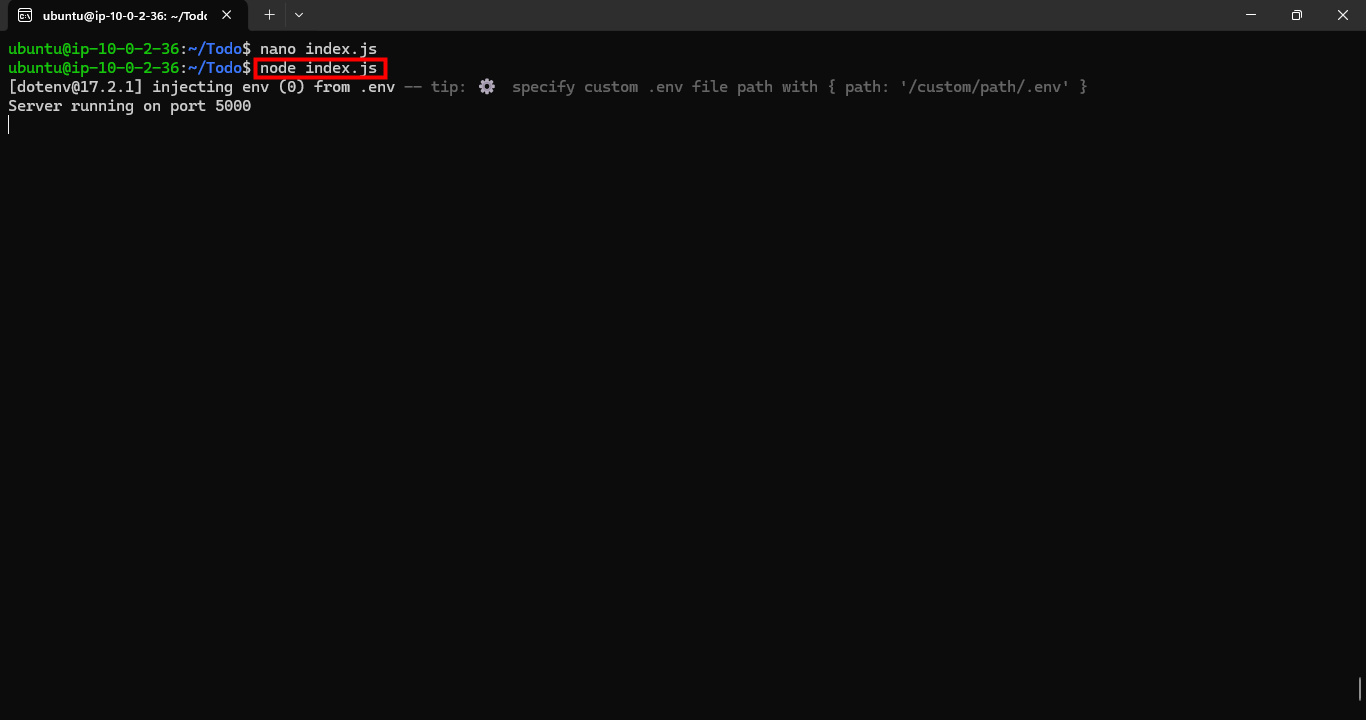 ubuntu@ip-10-0-2-36: ~/Todo
ubuntu@ip-10-0-2-36:~/Todo$ nano index.js
ubuntu@ip-10-0-2-36:~/Todo$ node index.js
[dotenv@17.2.1] injecting env (0) from .env -- tip: ⚙️ specify custom .env file path with { path: '/custom/path/.env' }
Server running on port 5000